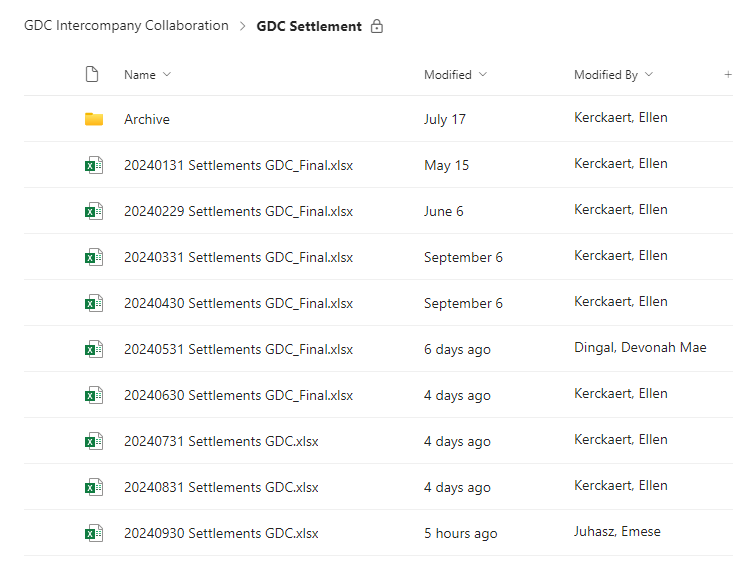 GDC Intercompany Collaboration > GDC Settlement
Name Modified Modified By +
Archive July 17 Kerckaert, Ellen
20240131 Settlements GDC_Final.xlsx May 15 Kerckaert, Ellen
20240229 Settlements GDC_Final.xlsx June 6 Kerckaert, Ellen
20240331 Settlements GDC_Final.xlsx September 6 Kerckaert, Ellen
20240430 Settlements GDC_Final.xlsx September 6 Kerckaert, Ellen
20240531 Settlements GDC_Final.xlsx 6 days ago Dingal, Devonah Mae
20240630 Settlements GDC_Final.xlsx 4 days ago Kerckaert, Ellen
20240731 Settlements GDC.xlsx 4 days ago Kerckaert, Ellen
20240831 Settlements GDC.xlsx 4 days ago Kerckaert, Ellen
20240930 Settlements GDC.xlsx 5 hours ago Juhasz, Emese